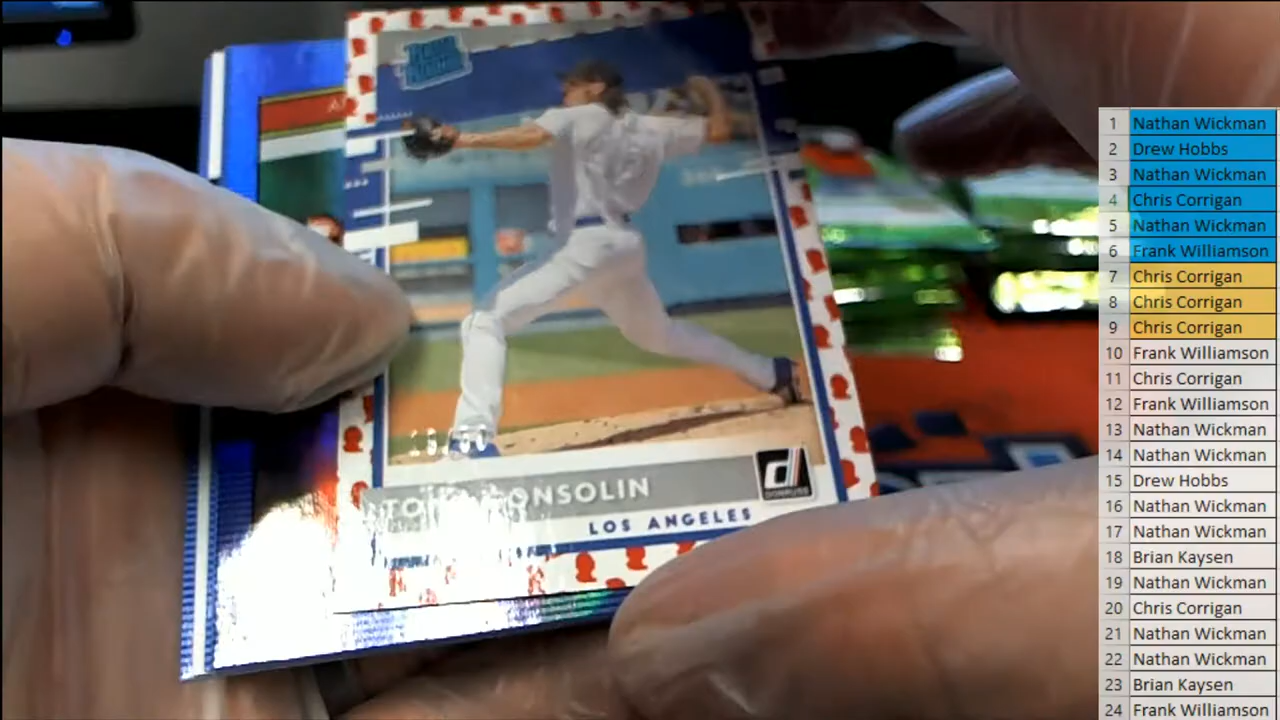 TONY GONSOLIN
LOS ANGELES
DONRUSS
1 Nathan Wickman
2 Drew Hobbs
3 Nathan Wickman
4 Chris Corrigan
5 Nathan Wickman
6 Frank Williamson
7 Chris Corrigan
8 Chris Corrigan
9 Chris Corrigan
10 Frank Williamson
11 Chris Corrigan
12 Frank Williamson
13 Nathan Wickman
14 Nathan Wickman
15 Drew Hobbs
16 Nathan Wickman
17 Nathan Wickman
18 Brian Kaysen
19 Nathan Wickman
20 Chris Corrigan
21 Nathan Wickman
22 Nathan Wickman
23 Brian Kaysen
24 Frank Williamson